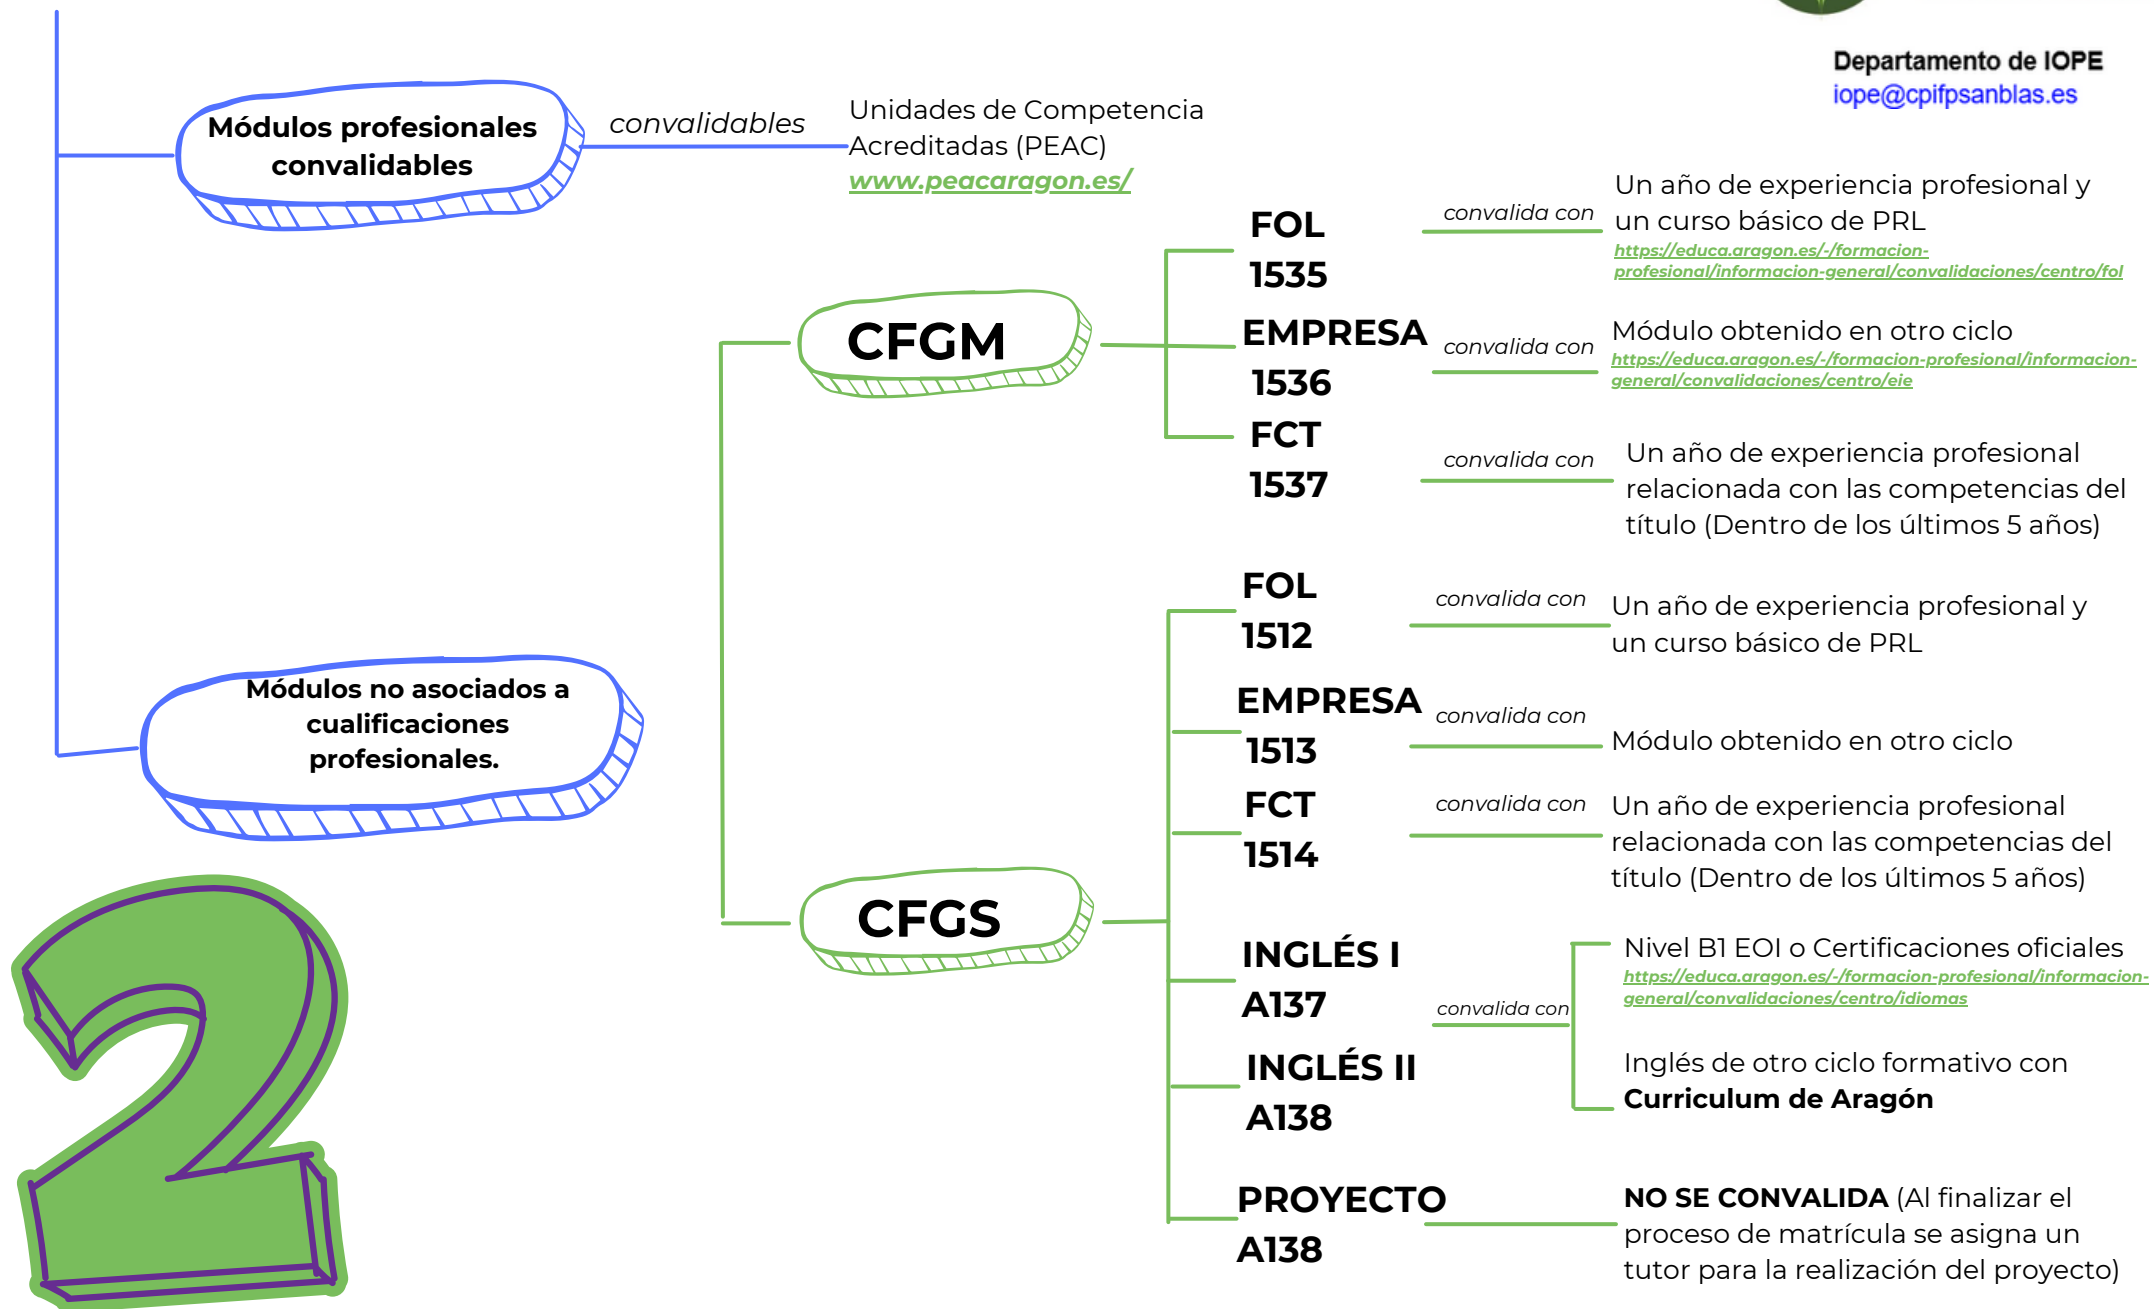 Departamento de IOPE
iope@cpifpsanblas.es
Módulos profesionales
convalidables
convalidables
Unidades de Competencia
Acreditadas (PEAC)
www.peacaragon.es/
CFGM
FOL
1535
convalida con
Un año de experiencia profesional y
un curso básico de PRL
https://educa.aragon.es/-/formacion-
profesional/informacion-general/convalidaciones/centro/fol
EMPRESA
1536
convalida con
Módulo obtenido en otro ciclo
https://educa.aragon.es/-/formacion-profesional/informacion-
general/convalidaciones/centro/eie
FCT
1537
convalida con
Un año de experiencia profesional
relacionada con las competencias del
título (Dentro de los últimos 5 años)
Módulos no asociados a
cualificaciones
profesionales.
CFGS
FOL
1512
convalida con
Un año de experiencia profesional y
un curso básico de PRL
EMPRESA
1513
convalida con
Módulo obtenido en otro ciclo
FCT
1514
convalida con
Un año de experiencia profesional
relacionada con las competencias del
título (Dentro de los últimos 5 años)
INGLÉS I
A137
INGLÉS II
A138
convalida con
Nivel B1 EOI o Certificaciones oficiales
https://educa.aragon.es/-/formacion-profesional/informacion-
general/convalidaciones/centro/idiomas
Inglés de otro ciclo formativo con
Curriculum de Aragón
PROYECTO
A138
NO SE CONVALIDA (Al finalizar el
proceso de matrícula se asigna un
tutor para la realización del proyecto)
2